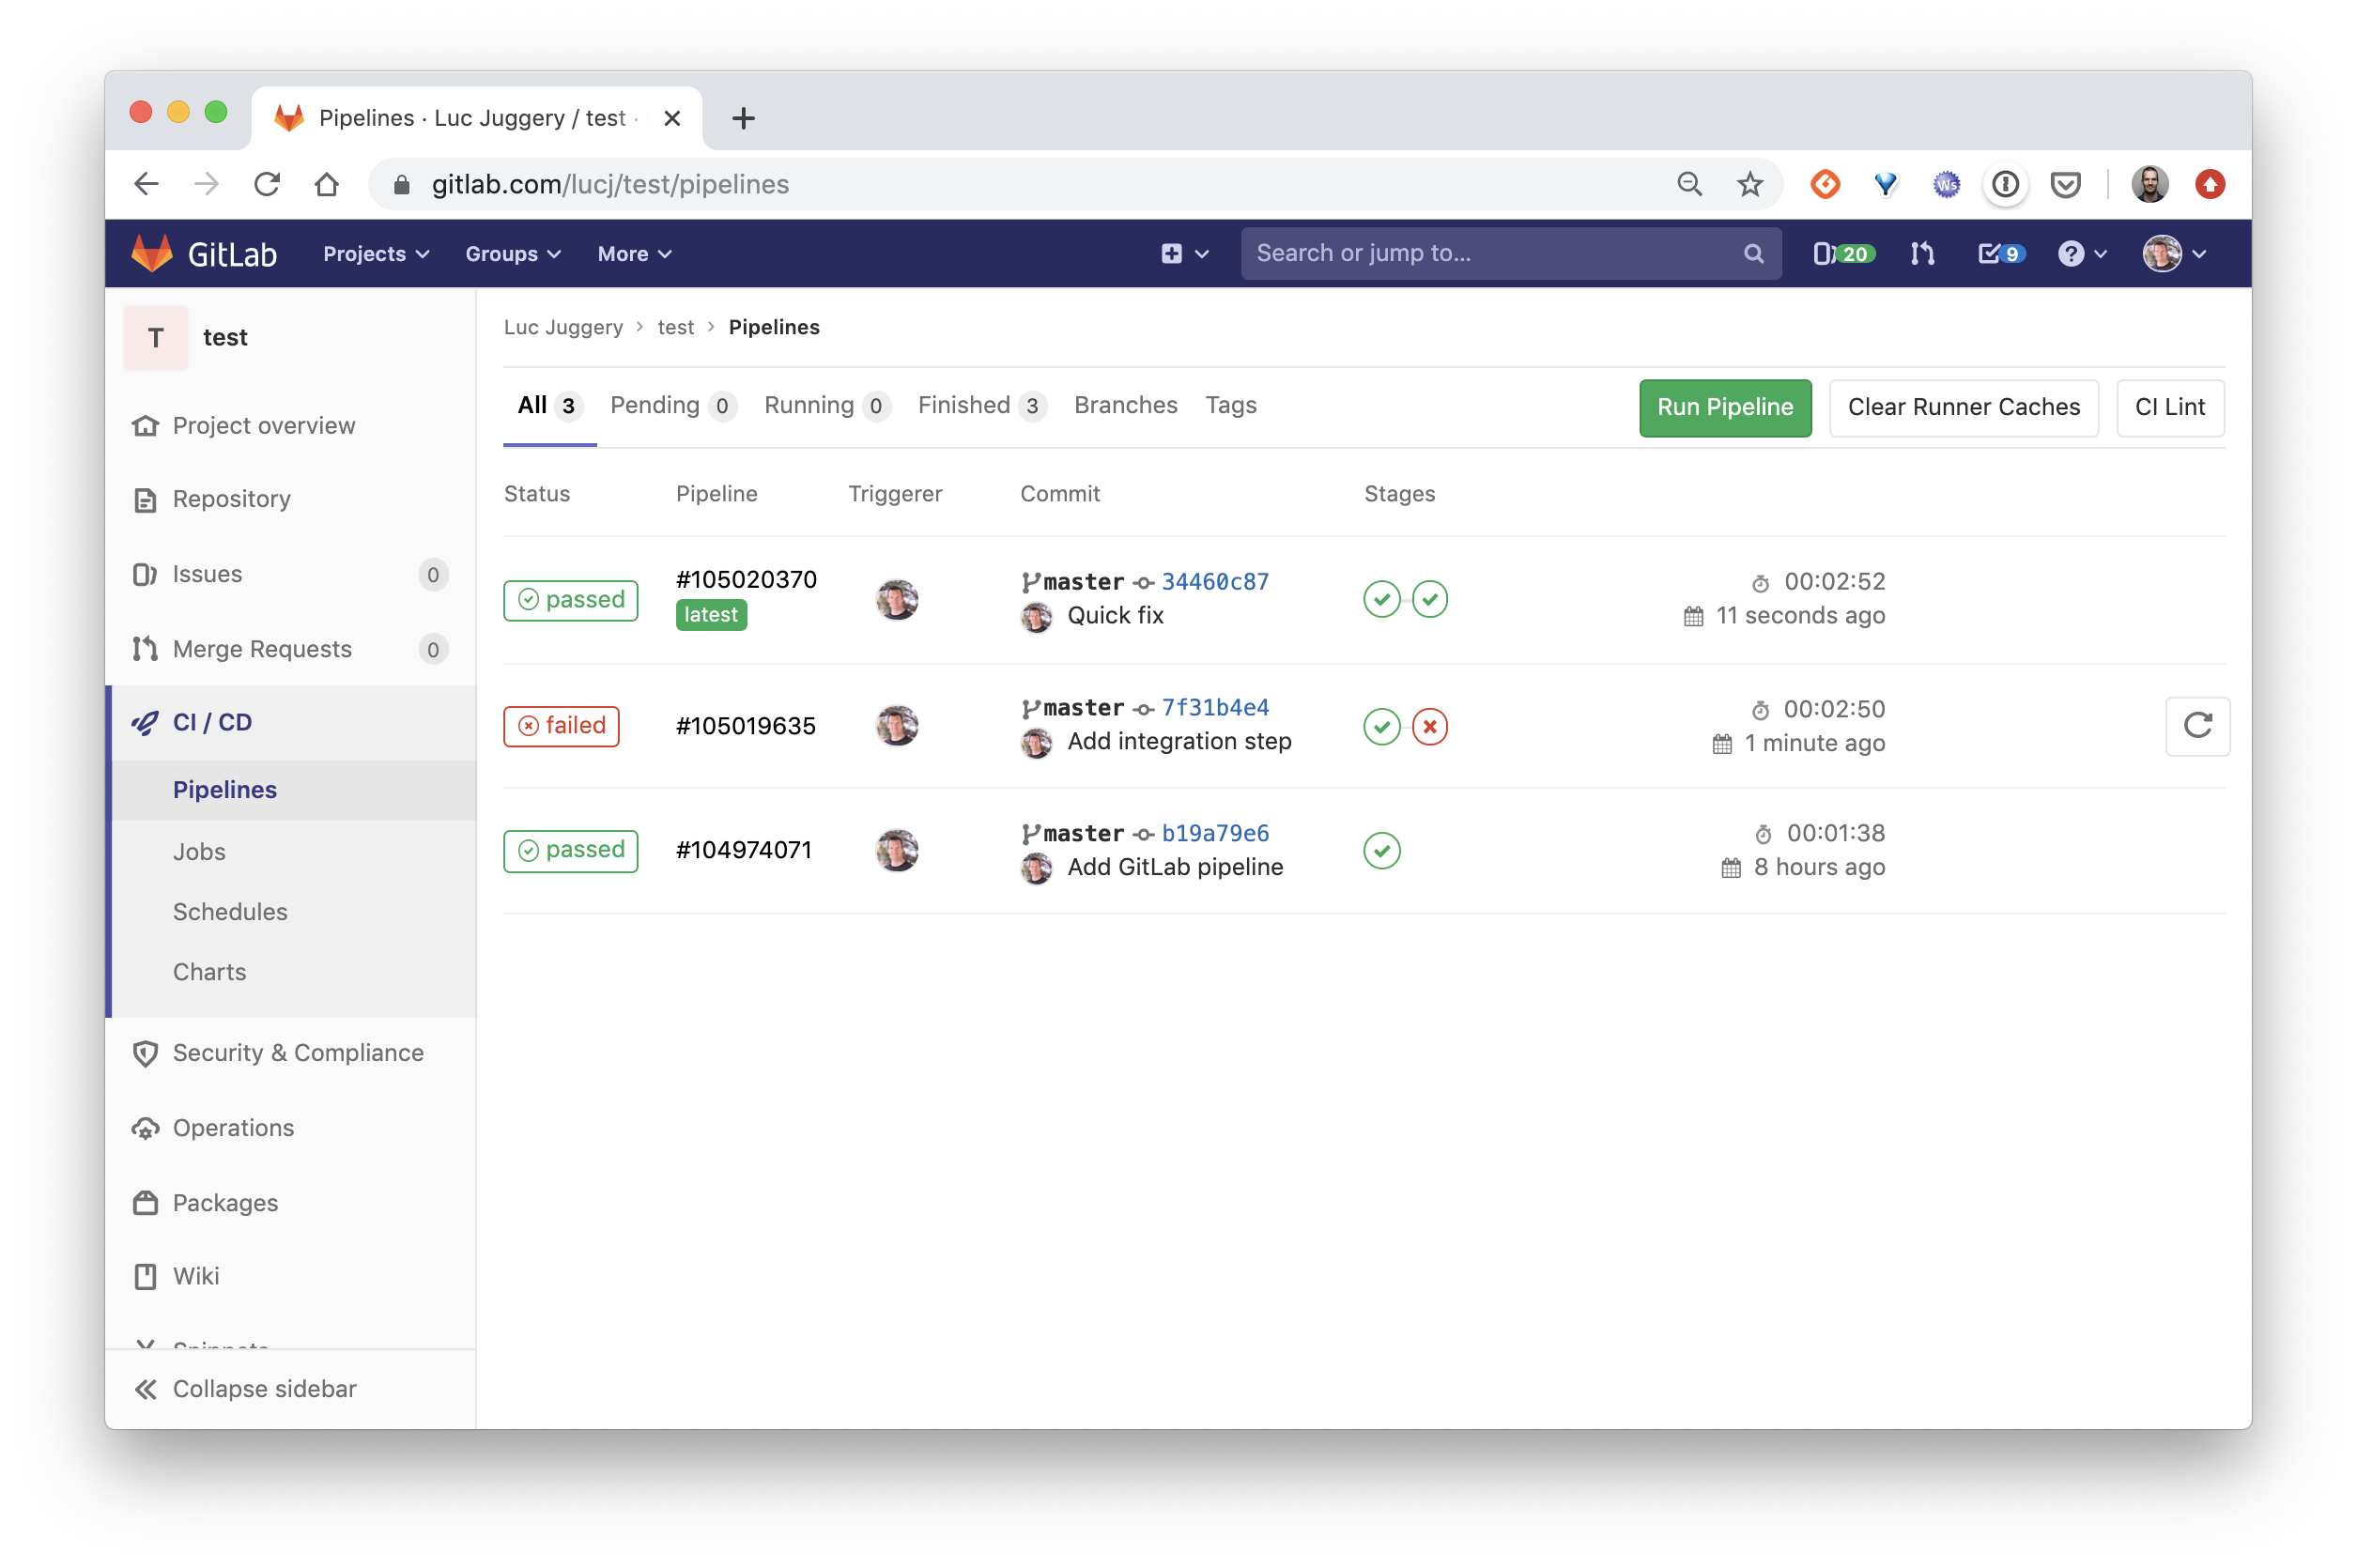 Pipelines · Luc Juggery / test ·
gitlab.com/lucj/test/pipelines
Ws
GitLab Projects Groups More Search or jump to... 20 9
T test
Project overview
Repository
Issues 0
Merge Requests 0
CI / CD
Pipelines
Jobs
Schedules
Charts
Security & Compliance
Operations
Packages
Wiki
Snippets
Collapse sidebar
Luc Juggery > test > Pipelines
All 3 Pending 0 Running 0 Finished 3 Branches Tags Run Pipeline Clear Runner Caches CI Lint
Status Pipeline Triggerer Commit Stages
passed #105020370 master 34460c87 00:02:52
latest Quick fix 11 seconds ago
failed #105019635 master 7f31b4e4 00:02:50
Add integration step 1 minute ago
passed #104974071 master b19a79e6 00:01:38
Add GitLab pipeline 8 hours ago